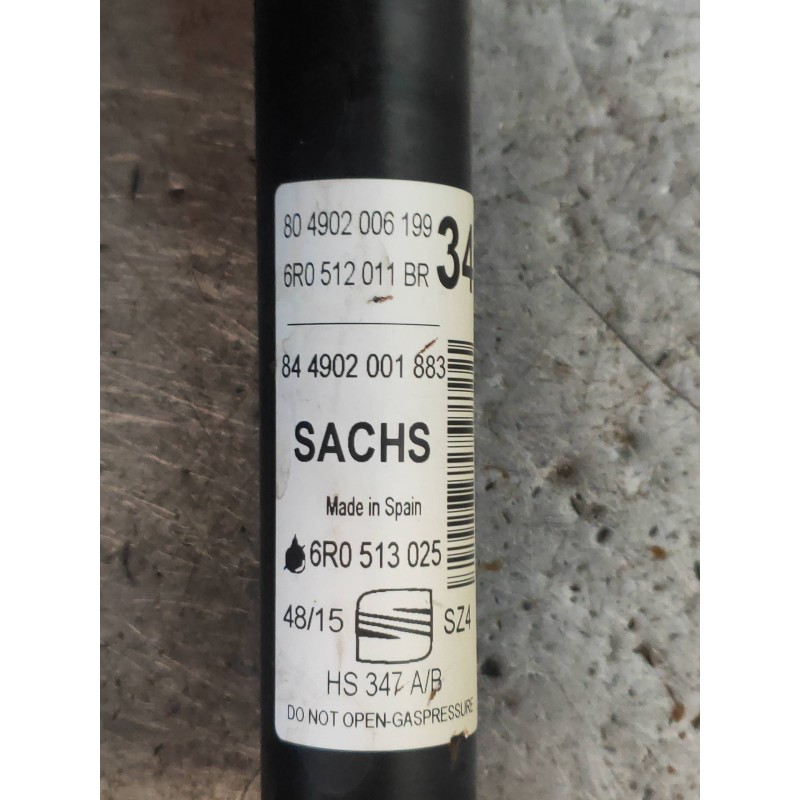 80 4902 006 199
34
6R0 512 011 BR
84 4902 001 883
SACHS
Made in Spain
6R0 513 025
48/15 SZ4
HS 347 A/B
DO NOT OPEN-GASPRESSURE